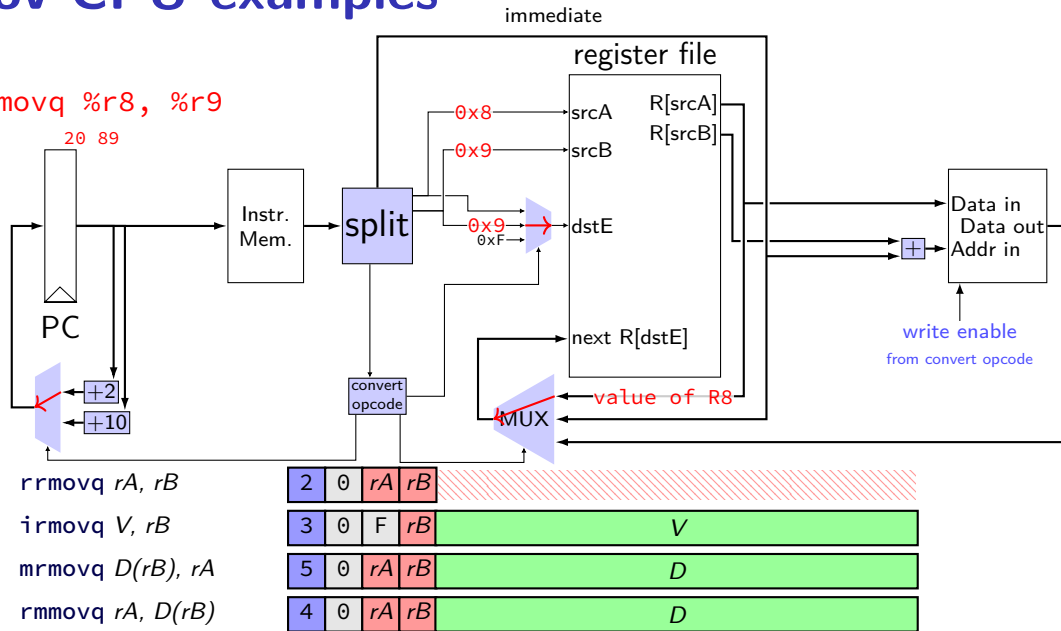 immediate
register file
movq %r8, %r9
20 89
0x8
srcA
R[srcA]
R[srcB]
0x9
srcB
Instr.
Mem.
split
0x9
dstE
0xF
Data in
Data out
+
Addr in
PC
next R[dstE]
write enable
from convert opcode
+2
convert
opcode
value of R8
+10
MUX
rrmovq rA, rB 2 0 rA rB
irmovq V, rB 3 0 F rB V
mrmovq D(rB), rA 5 0 rA rB D
rmmovq rA, D(rB) 4 0 rA rB D